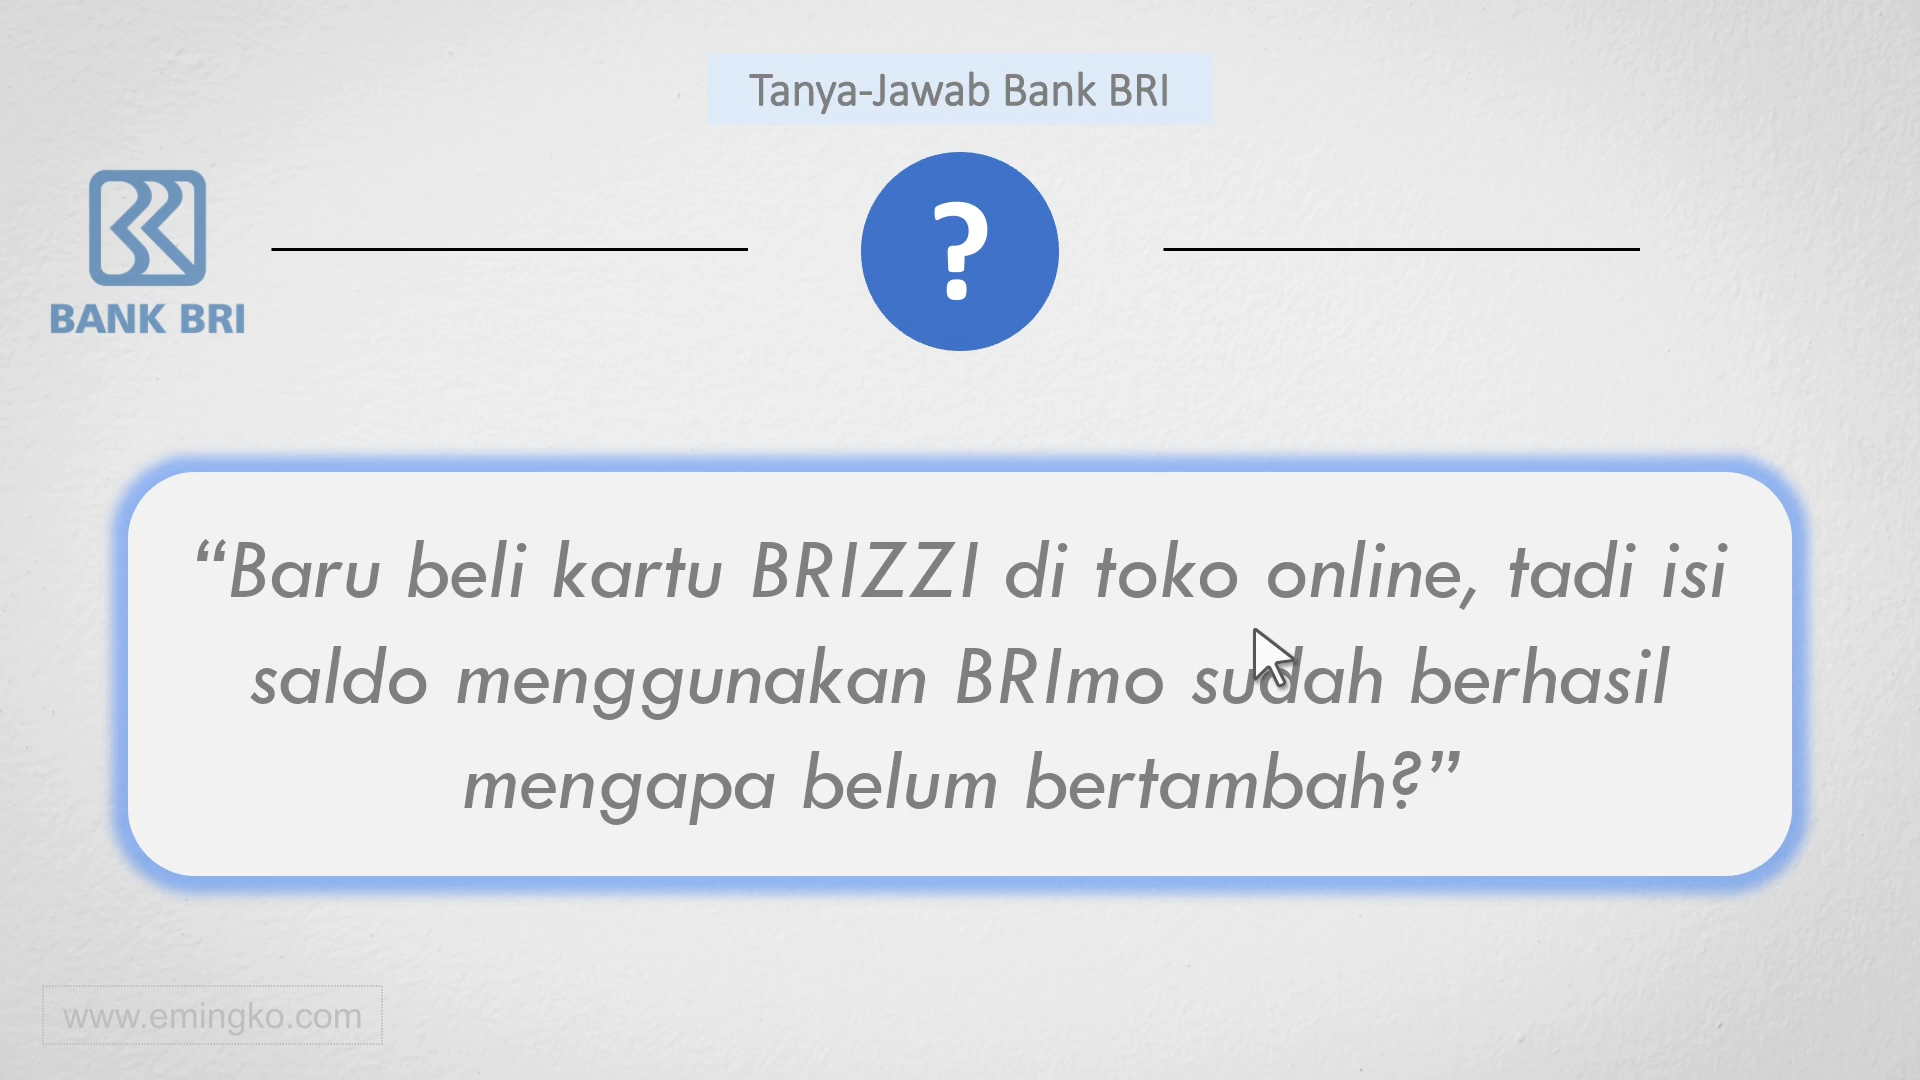 Tanya-Jawab Bank BRI
?
BANK BRI
“Baru beli kartu BRIZZI di toko online, tadi isi
saldo menggunakan BRImo sudah berhasil
mengapa belum bertambah?”
www.emingko.com